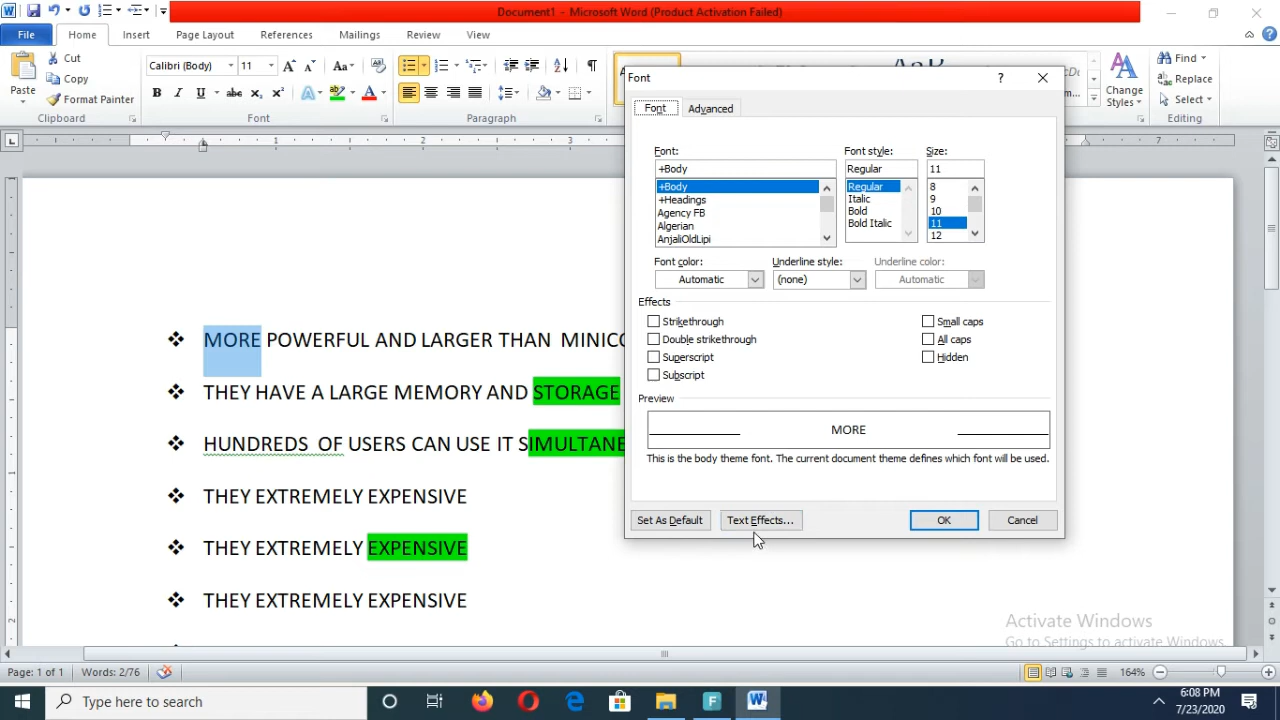 Document1 - Microsoft Word (Product Activation Failed)
File Home Insert Page Layout References Mailings Review View
Paste
Cut
Copy
Format Painter
Clipboard
Calibri (Body) 11
Font
Paragraph
Change
Styles
Find
Replace
Select
Editing
Font
Font Advanced
Font: Font style: Size:
+Body Regular 11
+Body Regular 8
+Headings Italic 9
Agency FB Bold 10
Algerian Bold Italic 11
AnjaliOldLipi 12
Font color: Underline style: Underline color:
Automatic (none) Automatic
Effects
Strikethrough Small caps
Double strikethrough All caps
Superscript Hidden
Subscript
Preview
MORE
This is the body theme font. The current document theme defines which font will be used.
Set As Default Text Effects... OK Cancel
MORE POWERFUL AND LARGER THAN MINICO
THEY HAVE A LARGE MEMORY AND STORAGE
HUNDREDS OF USERS CAN USE IT SIMULTANE
THEY EXTREMELY EXPENSIVE
THEY EXTREMELY EXPENSIVE
THEY EXTREMELY EXPENSIVE
Activate Windows
Go to Settings to activate Windows.
Page: 1 of 1 Words: 2/76 164%
Type here to search
6:08 PM
7/23/2020